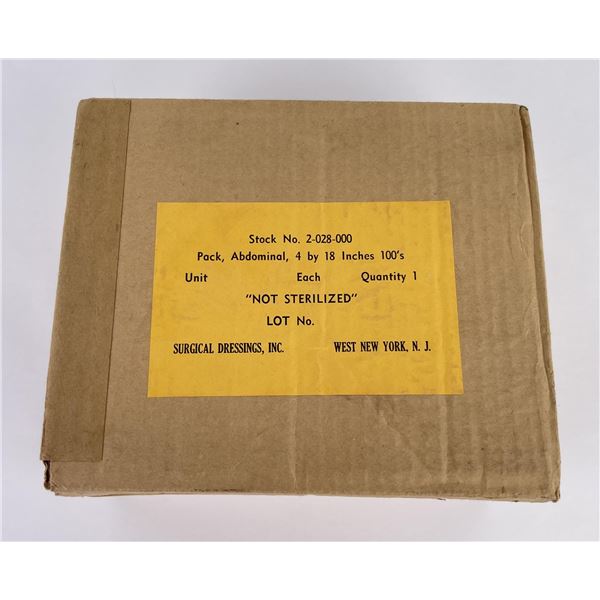 Stock No. 2-028-000
Pack, Abdominal, 4 by 18 Inches 100's
Unit Each Quantity 1
"NOT STERILIZED"
LOT No.
SURGICAL DRESSINGS, INC. WEST NEW YORK, N. J.